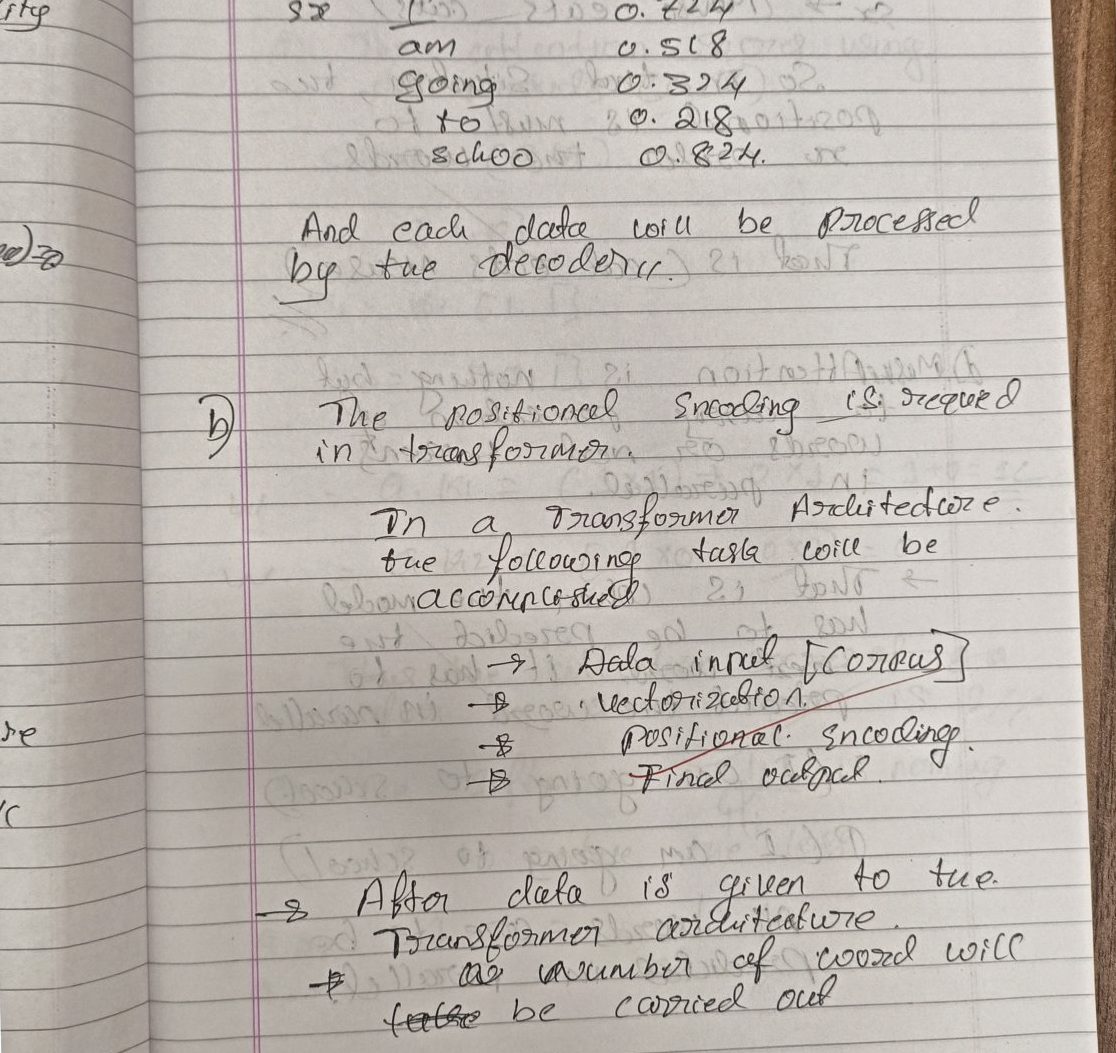 I 0.724
am 0.518
going 0.324
to 0.218
schoo 0.824.
And each data will be processed
by the decoder,,.
b) The positional Encoding is requed
in transformer.
In a Transformer Architecture.
the following task will be
accomplished
→ Data input [Corpus]
→ vectorization.
→ Positional. Encoding.
→ Final output.
→ After data is given to the.
Transformer architecture.
→ number of word will
be carried out